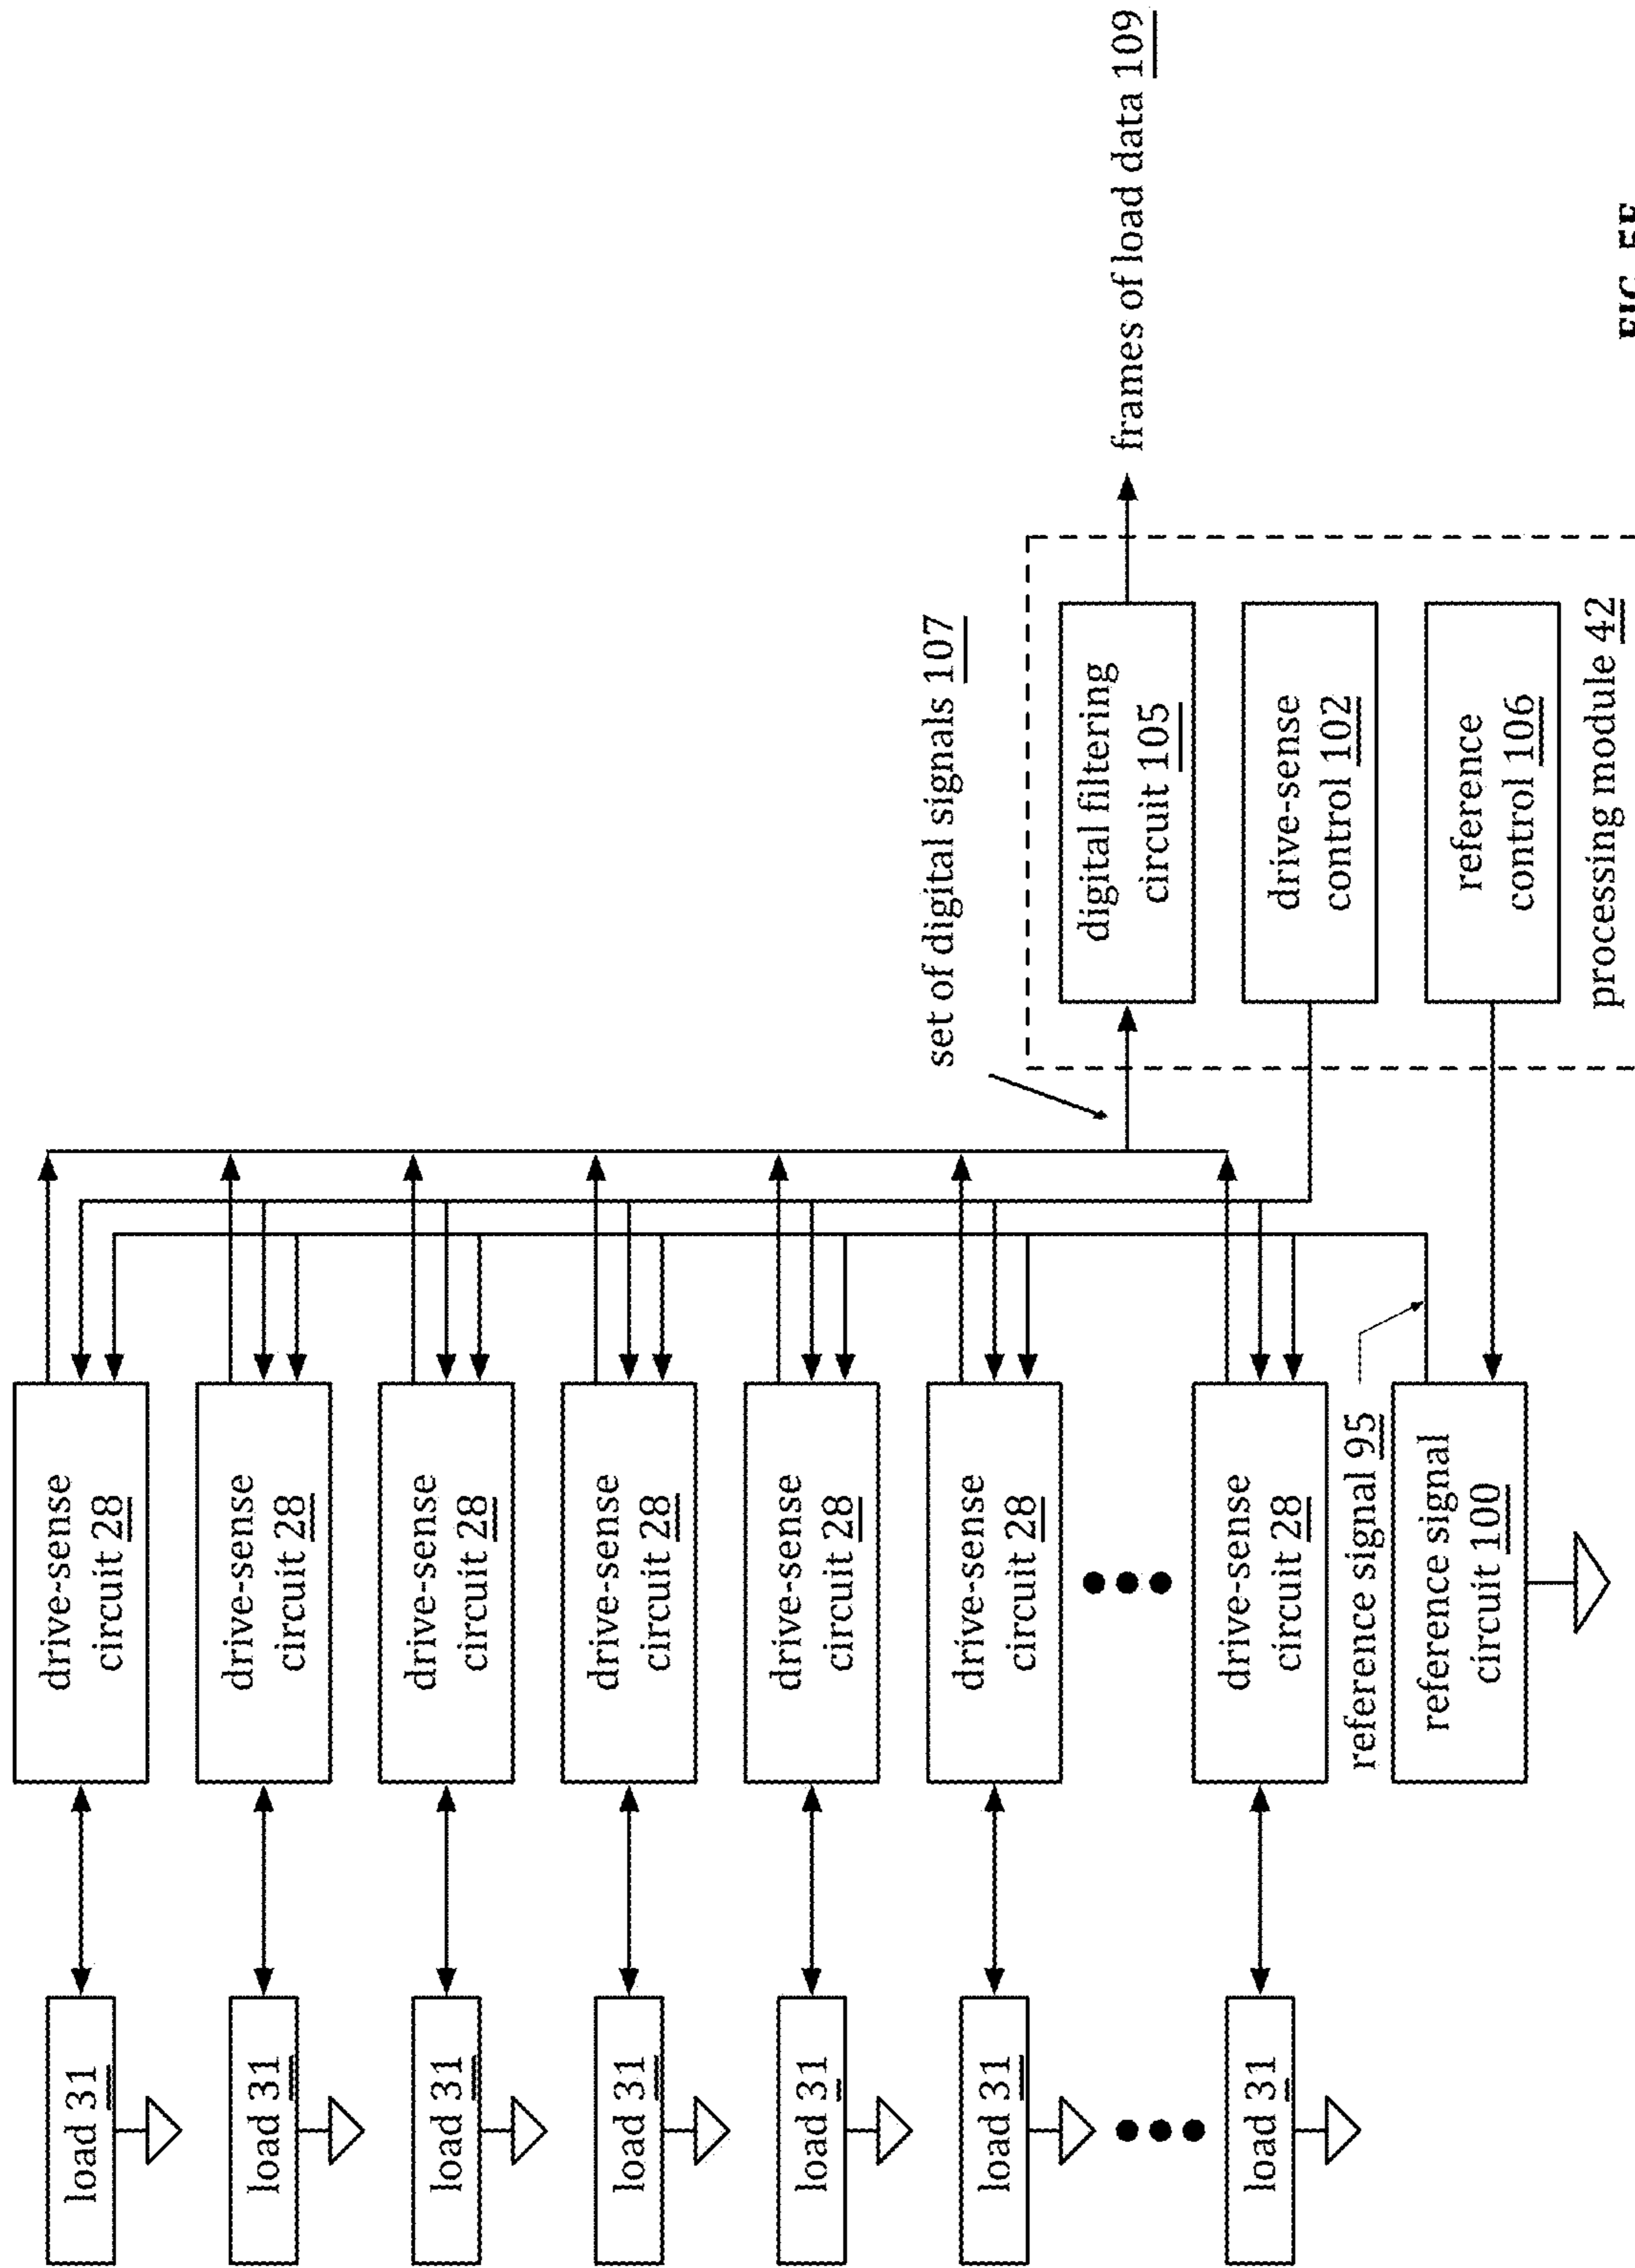 load 31
drive-sense
circuit 28
load 31
drive-sense
circuit 28
load 31
drive-sense
circuit 28
load 31
drive-sense
circuit 28
load 31
drive-sense
circuit 28
load 31
drive-sense
circuit 28
load 31
drive-sense
circuit 28
reference signal 95
reference signal
circuit 100
set of digital signals 107
digital filtering
circuit 105
frames of load data 109
drive-sense
control 102
reference
control 106
processing module 42